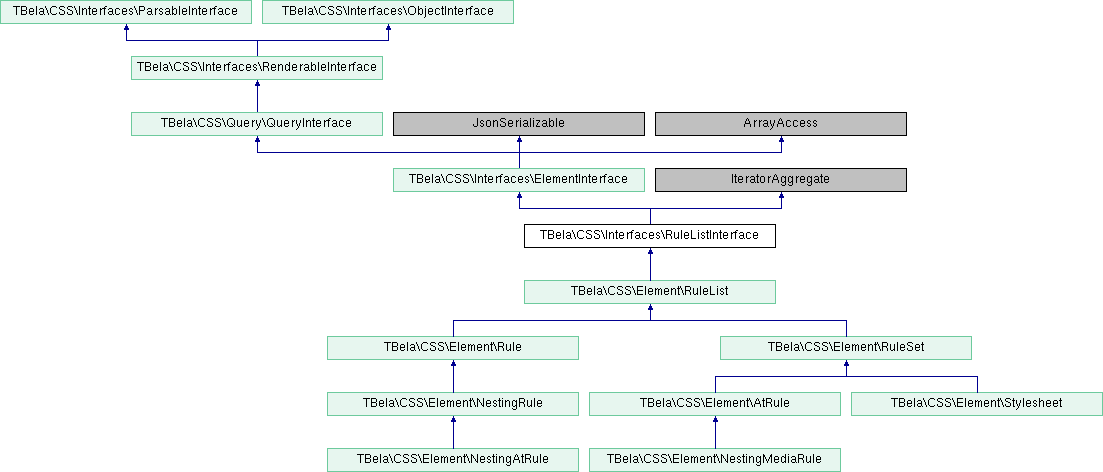 TBela\CSS\Interfaces\ParsableInterface
TBela\CSS\Interfaces\ObjectInterface
TBela\CSS\Interfaces\RenderableInterface
TBela\CSS\Query\QueryInterface
JsonSerializable
ArrayAccess
TBela\CSS\Interfaces\ElementInterface
IteratorAggregate
TBela\CSS\Interfaces\RuleListInterface
TBela\CSS\Element\RuleList
TBela\CSS\Element\Rule
TBela\CSS\Element\RuleSet
TBela\CSS\Element\NestingRule
TBela\CSS\Element\AtRule
TBela\CSS\Element\Stylesheet
TBela\CSS\Element\NestingAtRule
TBela\CSS\Element\NestingMediaRule